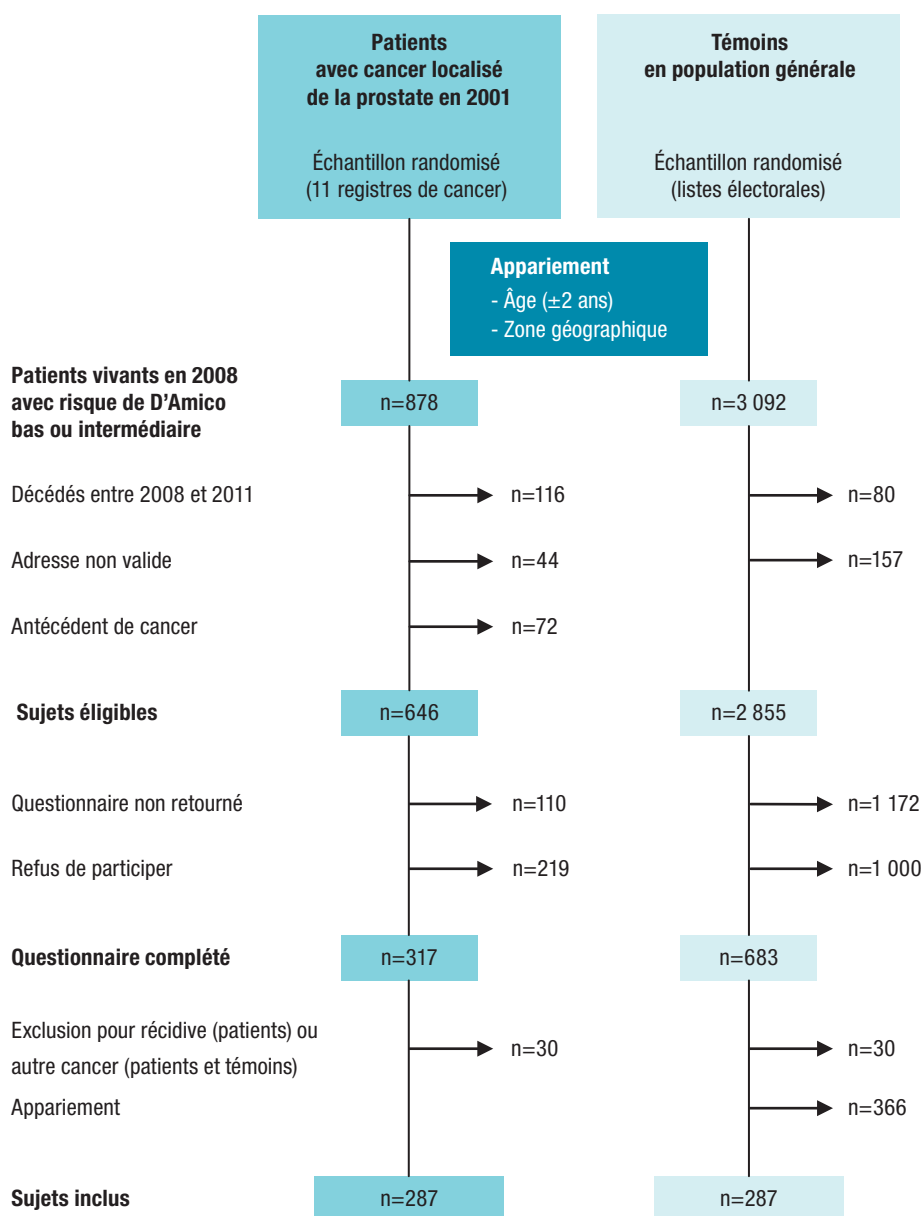 Patients
avec cancer localisé
de la prostate en 2001
Échantillon randomisé
(11 registres de cancer)
Témoins
en population générale
Échantillon randomisé
(listes électorales)
Appariement
- Âge (±2 ans)
- Zone géographique
Patients vivants en 2008
avec risque de D’Amico
bas ou intermédiaire
n=878
n=3 092
Décédés entre 2008 et 2011
n=116
n=80
Adresse non valide
n=44
n=157
Antécédent de cancer
n=72
Sujets éligibles
n=646
n=2 855
Questionnaire non retourné
n=110
n=1 172
Refus de participer
n=219
n=1 000
Questionnaire complété
n=317
n=683
Exclusion pour récidive (patients) ou
autre cancer (patients et témoins)
n=30
n=30
Appariement
n=366
Sujets inclus
n=287
n=287